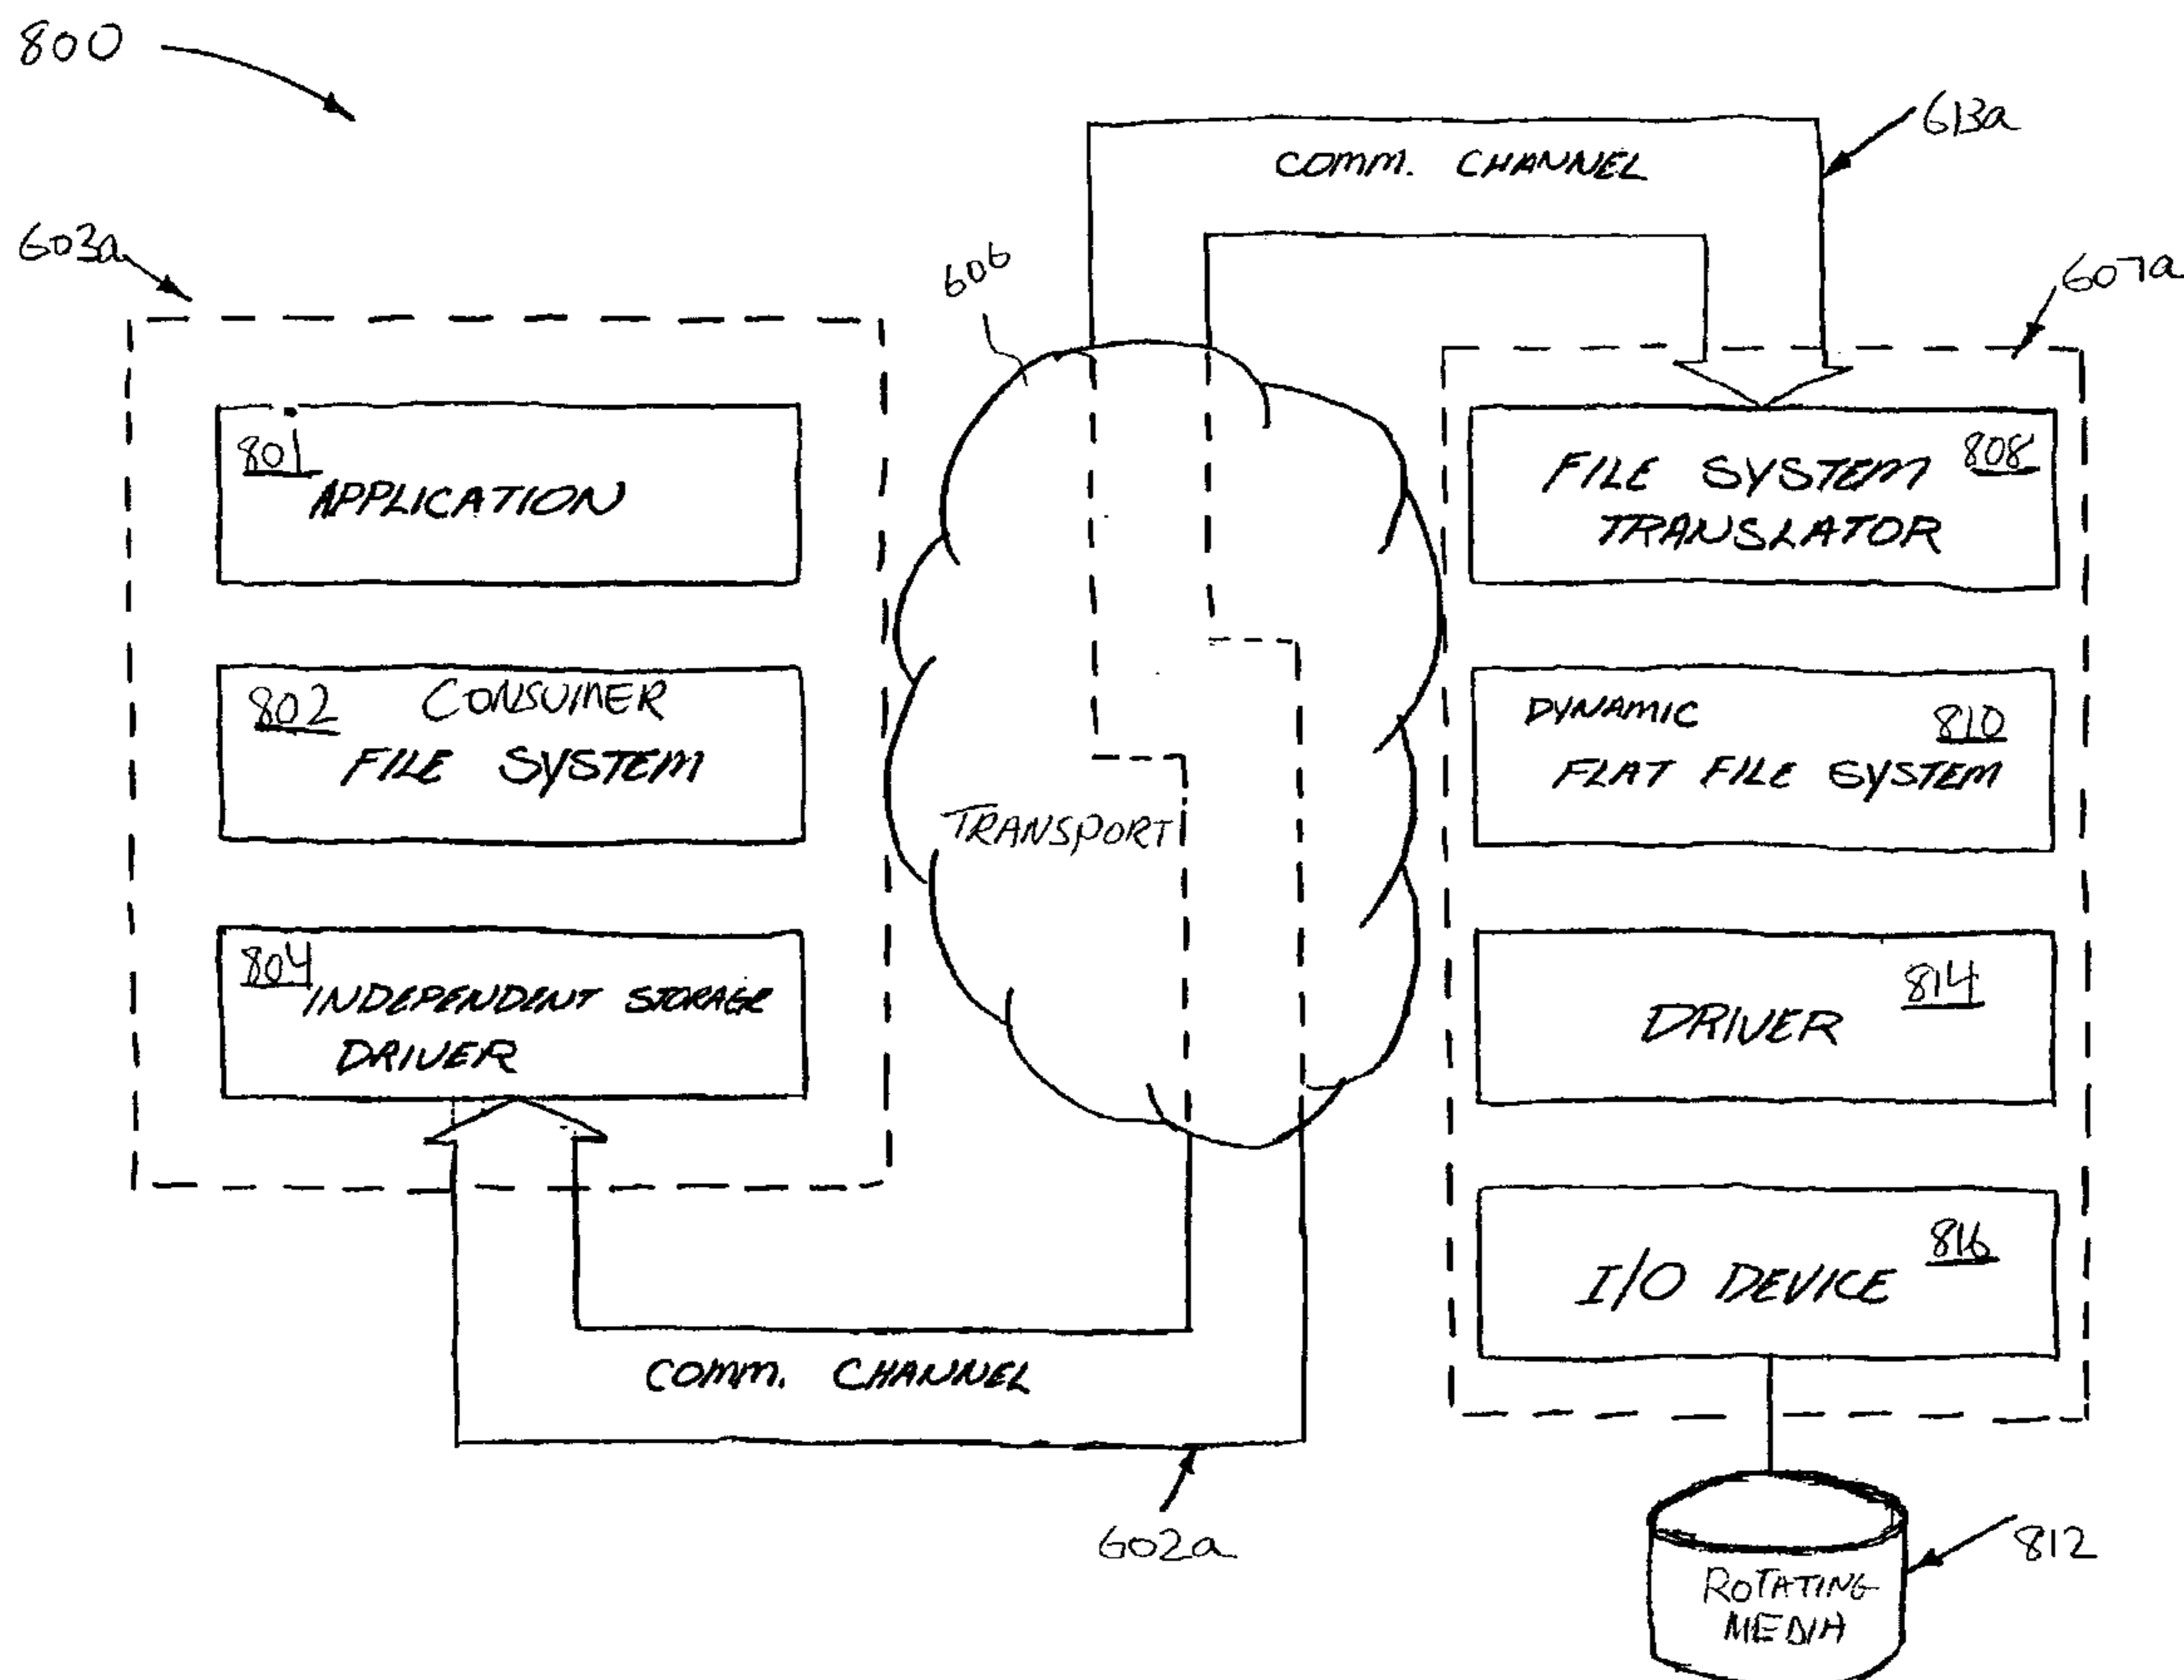 800
613a
COMM. CHANNEL
603a
606
607a
801
APPLICATION
808
FILE SYSTEM
TRANSLATOR
802
CONSUMER
FILE SYSTEM
DYNAMIC
810
FLAT FILE SYSTEM
TRANSPORT
804
INDEPENDENT STORAGE
DRIVER
814
DRIVER
816
I/O DEVICE
COMM. CHANNEL
602a
812
ROTATING
MEDIA